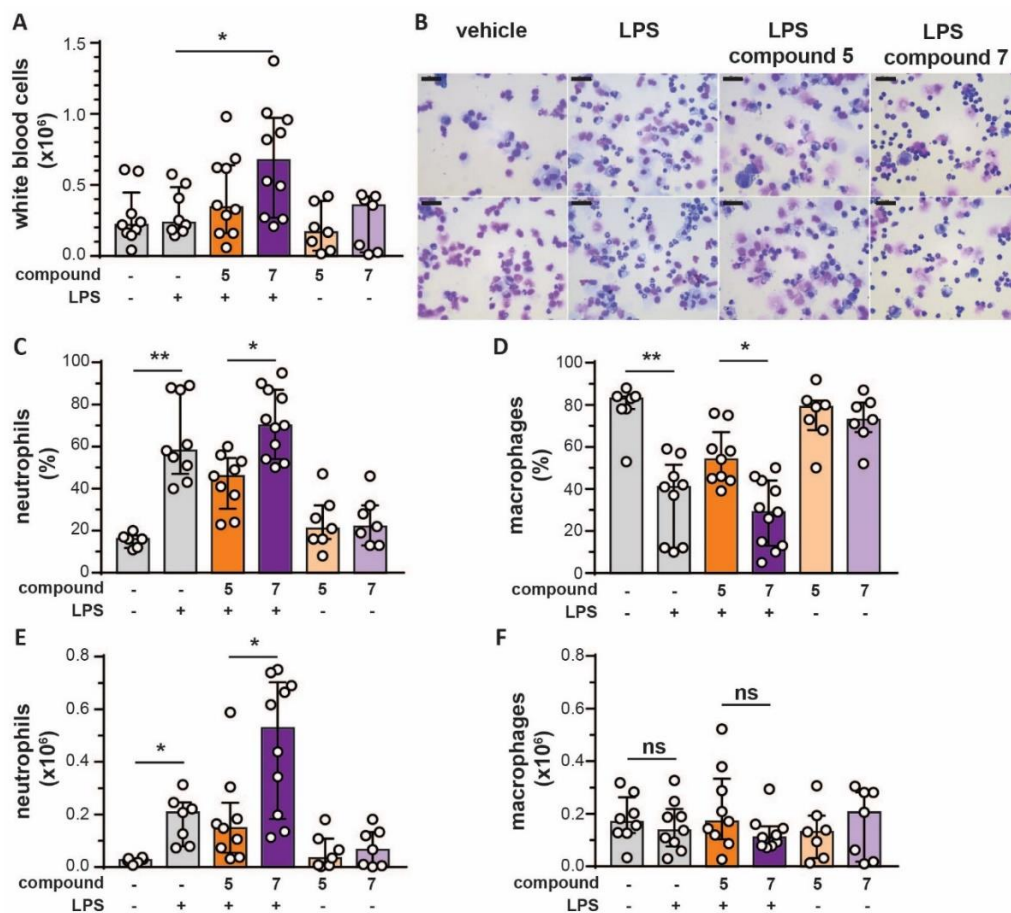 A
white blood cells
(x10⁶)
1.5
1.0
0.5
0.0
*
compound - - 5 7 5 7
LPS - + + + - -
B
vehicle LPS LPS compound 5 LPS compound 7
C
neutrophils
(%)
100
80
60
40
20
0
** *
compound - - 5 7 5 7
LPS - + + + - -
D
macrophages
(%)
100
80
60
40
20
0
** *
compound - - 5 7 5 7
LPS - + + + - -
E
neutrophils
(x10⁶)
0.8
0.6
0.4
0.2
0.0
* *
compound - - 5 7 5 7
LPS - + + + - -
F
macrophages
(x10⁶)
0.8
0.6
0.4
0.2
0.0
ns ns
compound - - 5 7 5 7
LPS - + + + - -